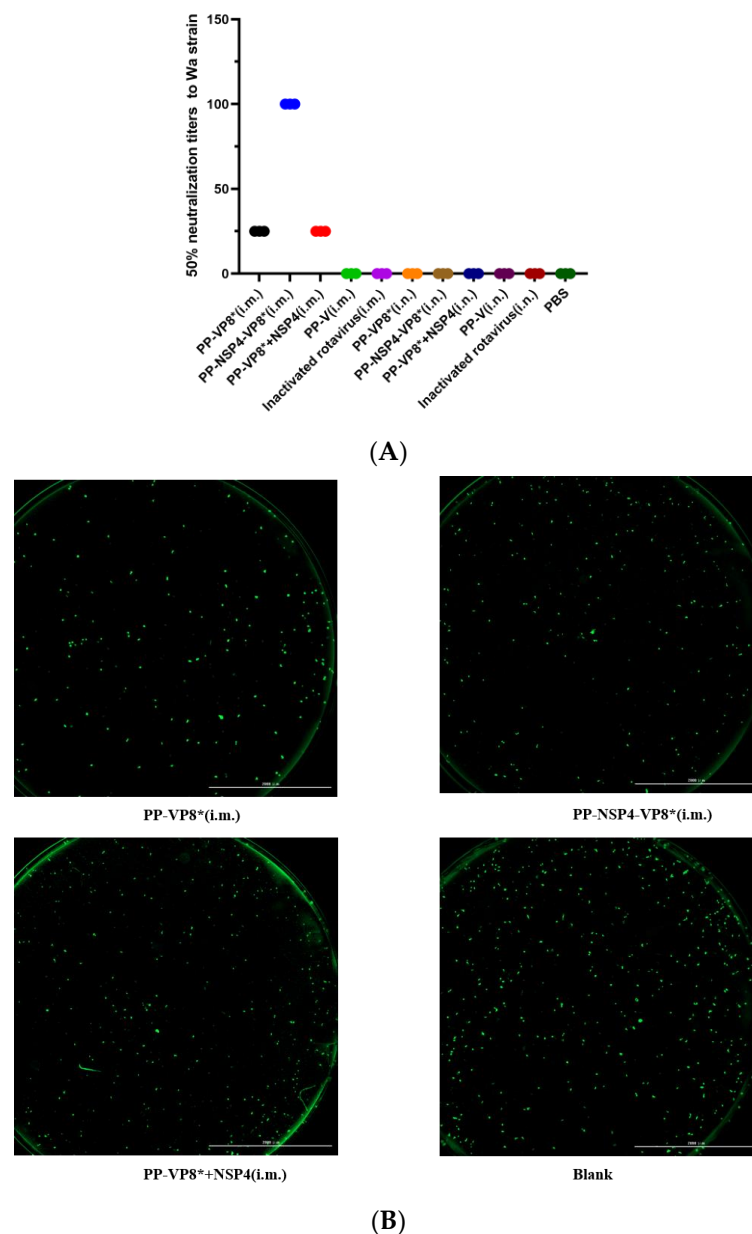 50% neutralization titers to Wa strain
150
100
50
0
PP-VP8*(i.m.)
PP-NSP4-VP8*(i.m.)
PP-VP8*+NSP4(i.m.)
PP-V(i.m.)
Inactivated rotavirus(i.m.)
PP-VP8*(i.n.)
PP-NSP4-VP8*(i.n.)
PP-VP8*+NSP4(i.n.)
PP-V(i.n.)
Inactivated rotavirus(i.n.)
PBS
(A)
PP-VP8*(i.m.)
PP-NSP4-VP8*(i.m.)
PP-VP8*+NSP4(i.m.)
Blank
(B)